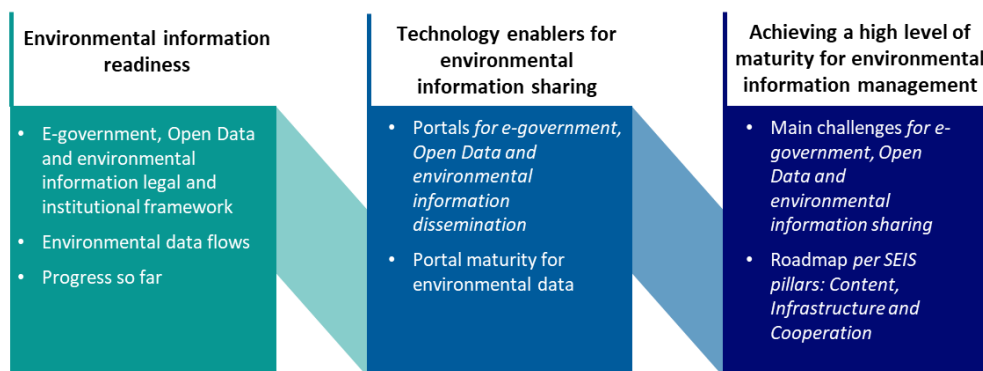 Environmental information
readiness
• E-government, Open Data
and environmental
information legal and
institutional framework
• Environmental data flows
• Progress so far
Technology enablers for
environmental
information sharing
• Portals for e-government,
Open Data and
environmental
information
dissemination
• Portal maturity for
environmental data
Achieving a high level of
maturity for environmental
information management
• Main challenges for e-
government, Open
Data and
environmental
information sharing
• Roadmap per SEIS
pillars: Content,
Infrastructure and
Cooperation